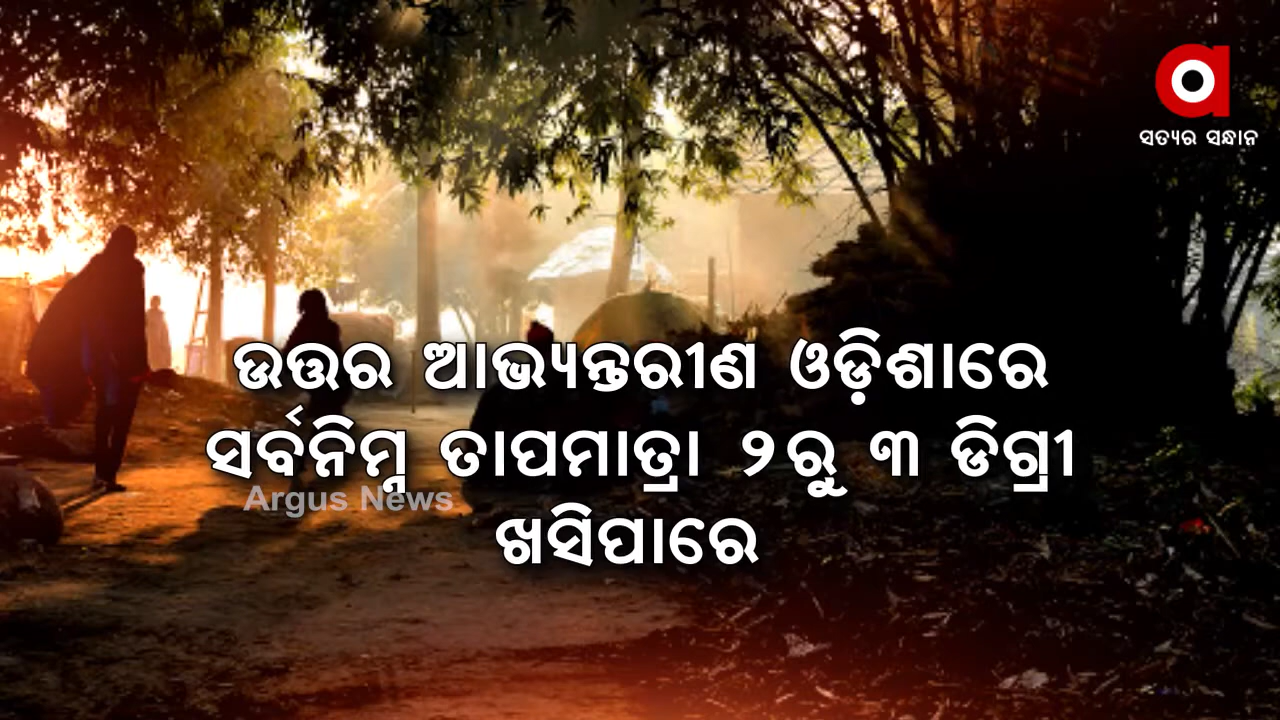 ସତ୍ୟର ସନ୍ଧାନ
ଉତ୍ତର ଆଭ୍ୟନ୍ତରୀଣ ଓଡ଼ିଶାରେ
ସର୍ବନିମ୍ନ ତାପମାତ୍ରା ୨ରୁ ୩ ଡିଗ୍ରୀ
Argus News
ଖସିପାରେ